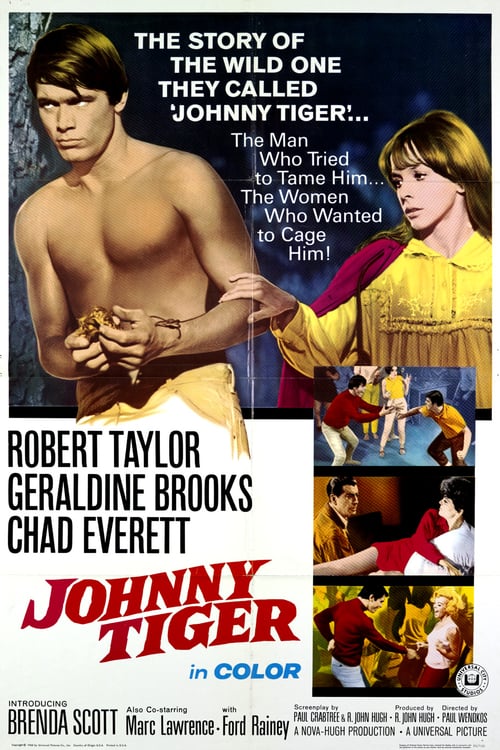 THE STORY OF
THE WILD ONE
THEY CALLED
'JOHNNY TIGER'...
The Man
Who Tried
to Tame Him...
The Women
Who Wanted
to Cage
Him!
ROBERT TAYLOR
GERALDINE BROOKS
CHAD EVERETT
JOHNNY
TIGER
in COLOR
UNIVERSAL CITY
STUDIOS
INTRODUCING
BRENDA SCOTT
Also Co-starring
Marc Lawrence
with
Ford Rainey
Screenplay by
PAUL CRABTREE & R. JOHN HUGH
Produced by
R. JOHN HUGH
Directed by
PAUL WENDKOS
A NOVA-HUGH PRODUCTION • A UNIVERSAL PICTURE